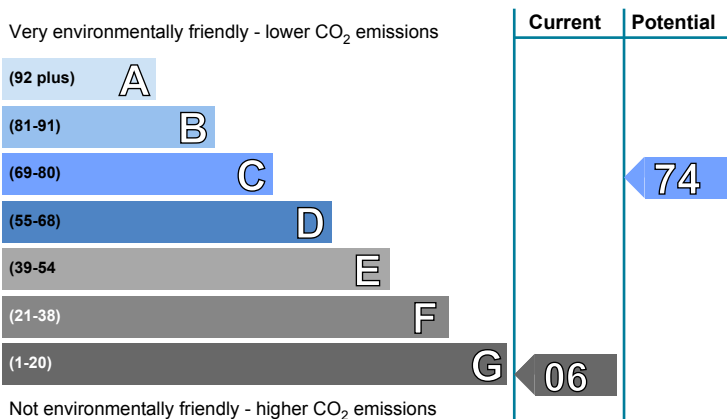 Very environmentally friendly - lower CO2 emissions
Current
Potential
(92 plus) A
(81-91) B
(69-80) C
74
(55-68) D
(39-54 E
(21-38) F
(1-20) G
06
Not environmentally friendly - higher CO2 emissions